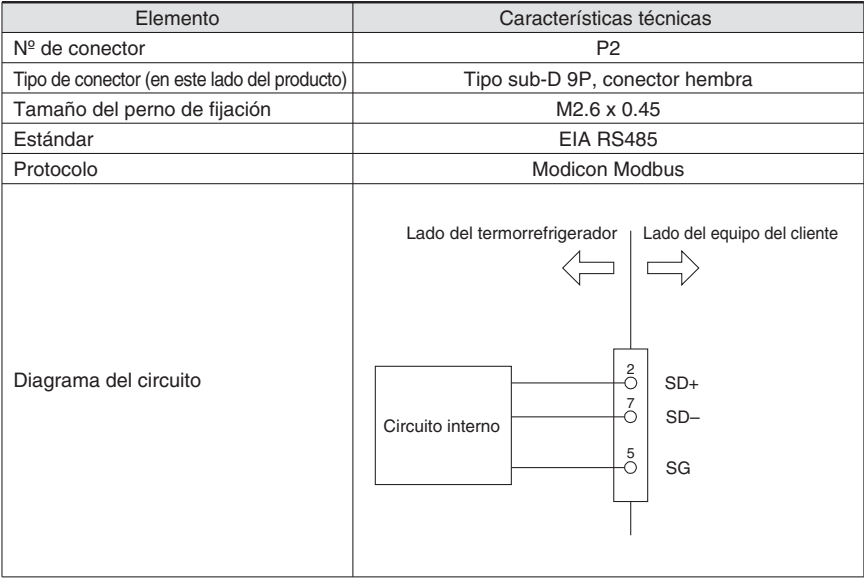 Elemento Características técnicas
Nº de conector P2
Tipo de conector (en este lado del producto) Tipo sub-D 9P, conector hembra
Tamaño del perno de fijación M2.6 x 0.45
Estándar EIA RS485
Protocolo Modicon Modbus
Diagrama del circuito
Lado del termorrefrigerador Lado del equipo del cliente
Circuito interno
2 SD+
7 SD–
5 SG